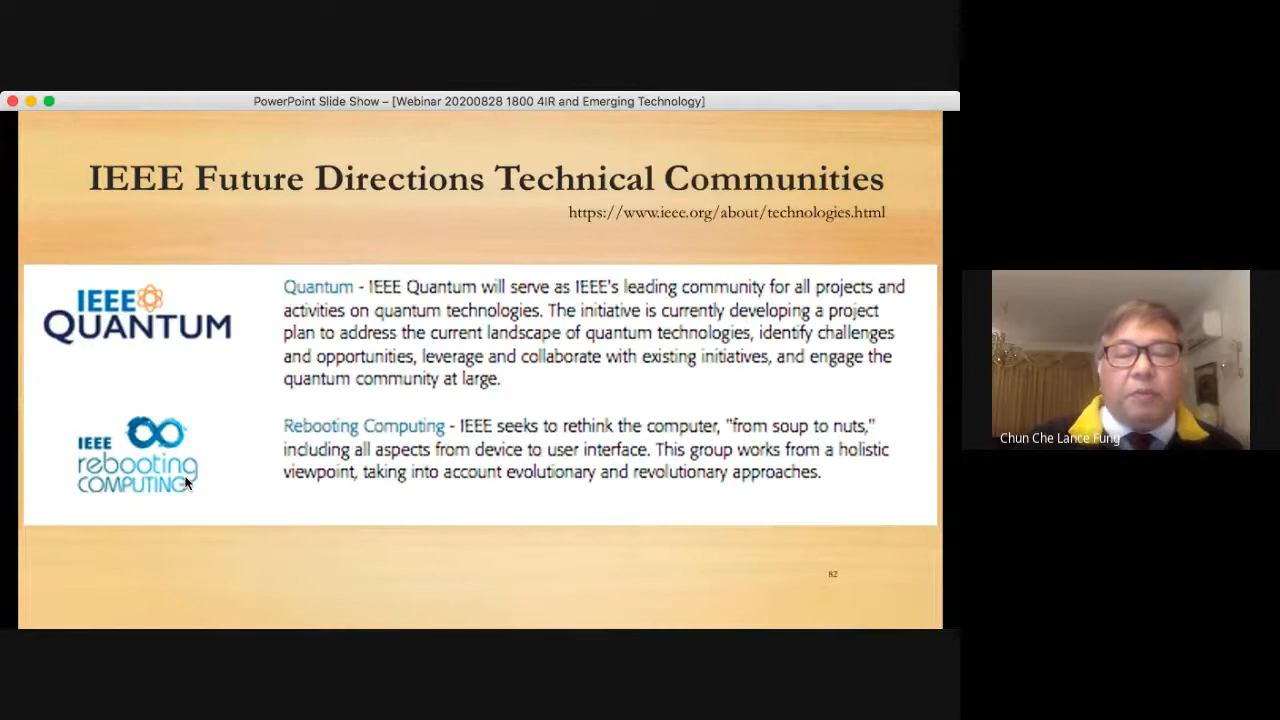 PowerPoint Slide Show – [Webinar 20200828 1800 4IR and Emerging Technology]
IEEE Future Directions Technical Communities
https://www.ieee.org/about/technologies.html
IEEE
QUANTUM
Quantum - IEEE Quantum will serve as IEEE's leading community for all projects and
activities on quantum technologies. The initiative is currently developing a project
plan to address the current landscape of quantum technologies, identify challenges
and opportunities, leverage and collaborate with existing initiatives, and engage the
quantum community at large.
IEEE
rebooting
COMPUTING
Rebooting Computing - IEEE seeks to rethink the computer, "from soup to nuts,"
including all aspects from device to user interface. This group works from a holistic
viewpoint, taking into account evolutionary and revolutionary approaches.
82
Chun Che Lance Fung